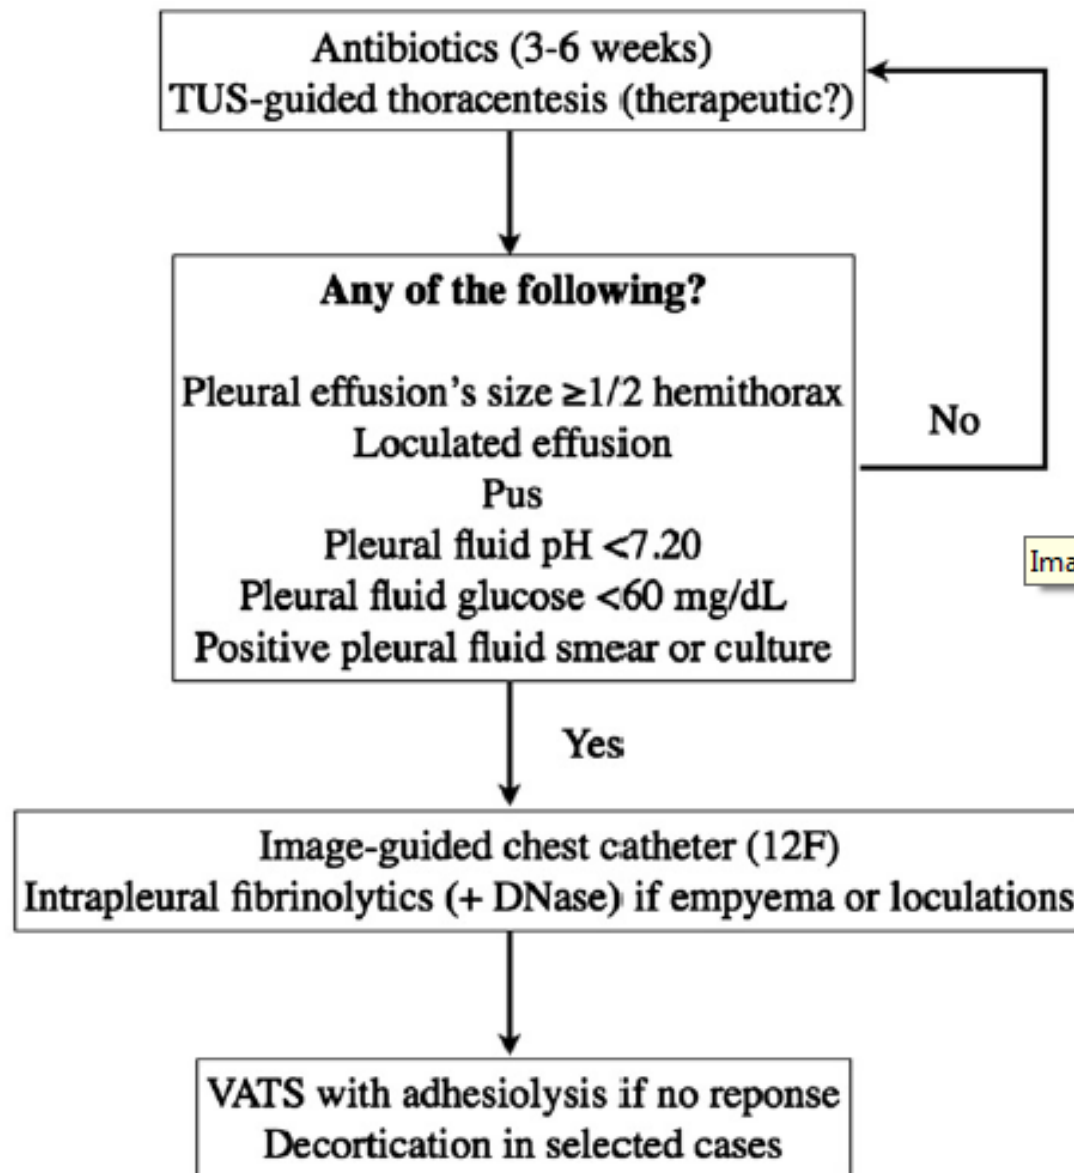 Antibiotics (3-6 weeks)
TUS-guided thoracentesis (therapeutic?)
Any of the following?
Pleural effusion's size ≥1/2 hemithorax
Loculated effusion
Pus
Pleural fluid pH <7.20
Pleural fluid glucose <60 mg/dL
Positive pleural fluid smear or culture
No
Ima
Yes
Image-guided chest catheter (12F)
Intrapleural fibrinolytics (+ DNase) if empyema or loculations
VATS with adhesiolysis if no reponse
Decortication in selected cases